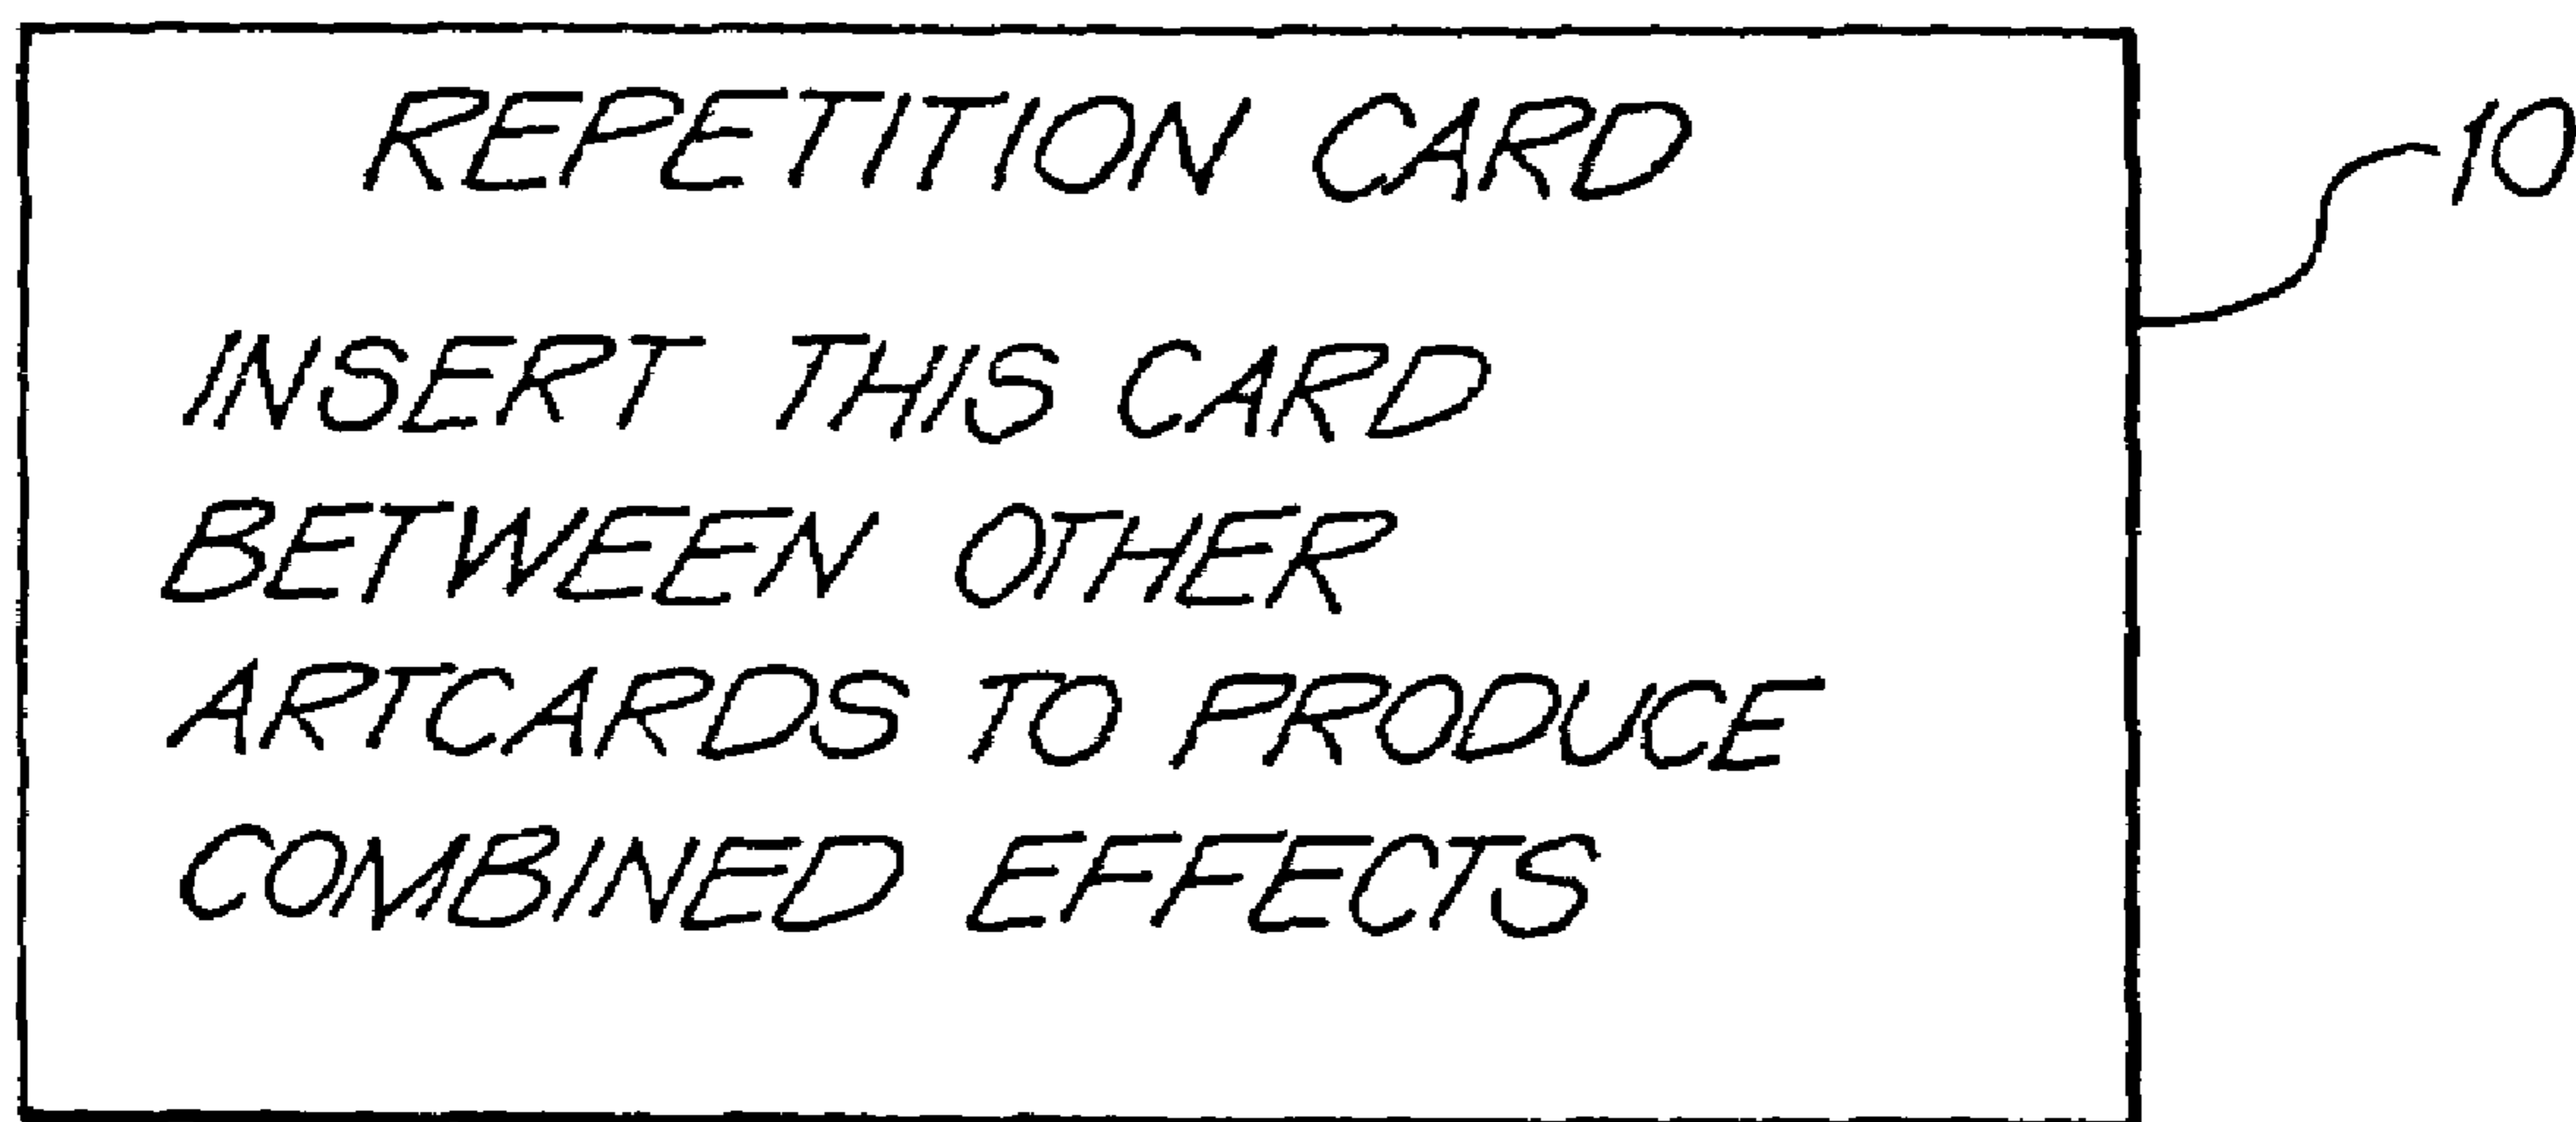 REPETITION CARD
10
INSERT THIS CARD
BETWEEN OTHER
ARTCARDS TO PRODUCE
COMBINED EFFECTS